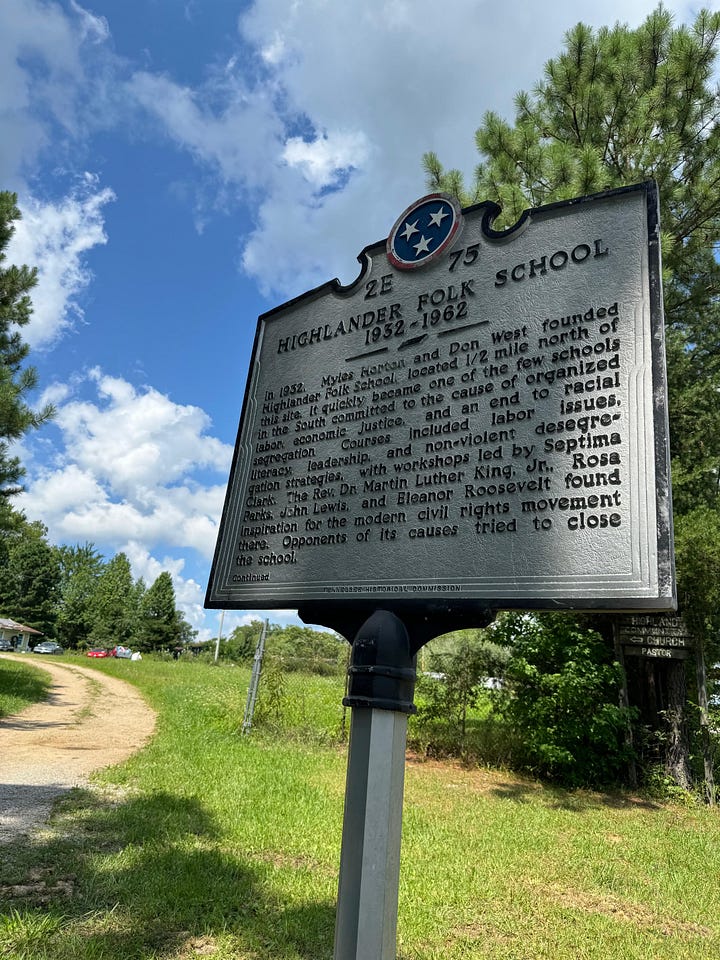 2E 75
HIGHLANDER FOLK SCHOOL
1932-1962
In 1932, Myles Horton and Don West founded
Highlander Folk School, located 1/2 mile north of
this site. It quickly became one of the few schools
in the South committed to the cause of organized
labor, economic justice, and an end to racial
segregation. Courses included labor issues,
literacy, leadership, and non-violent desegre-
gation strategies, with workshops led by Septima
Clark. The Rev. Dr. Martin Luther King, Jr., Rosa
Parks, John Lewis, and Eleanor Roosevelt found
inspiration for the modern civil rights movement
there. Opponents of its causes tried to close
the school.
Continued
TENNESSEE HISTORICAL COMMISSION
CHURCH
PASTOR